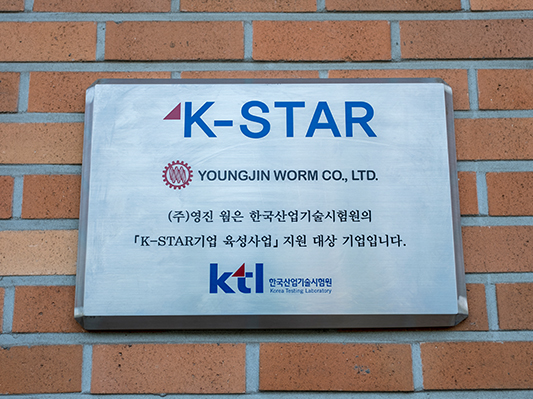 K-STAR
YOUNGJIN WORM CO., LTD.
(주)영진 웜은 한국산업기술시험원의
「K-STAR기업 육성사업」 지원 대상 기업입니다.
ktl 한국산업기술시험원
Korea Testing Laboratory